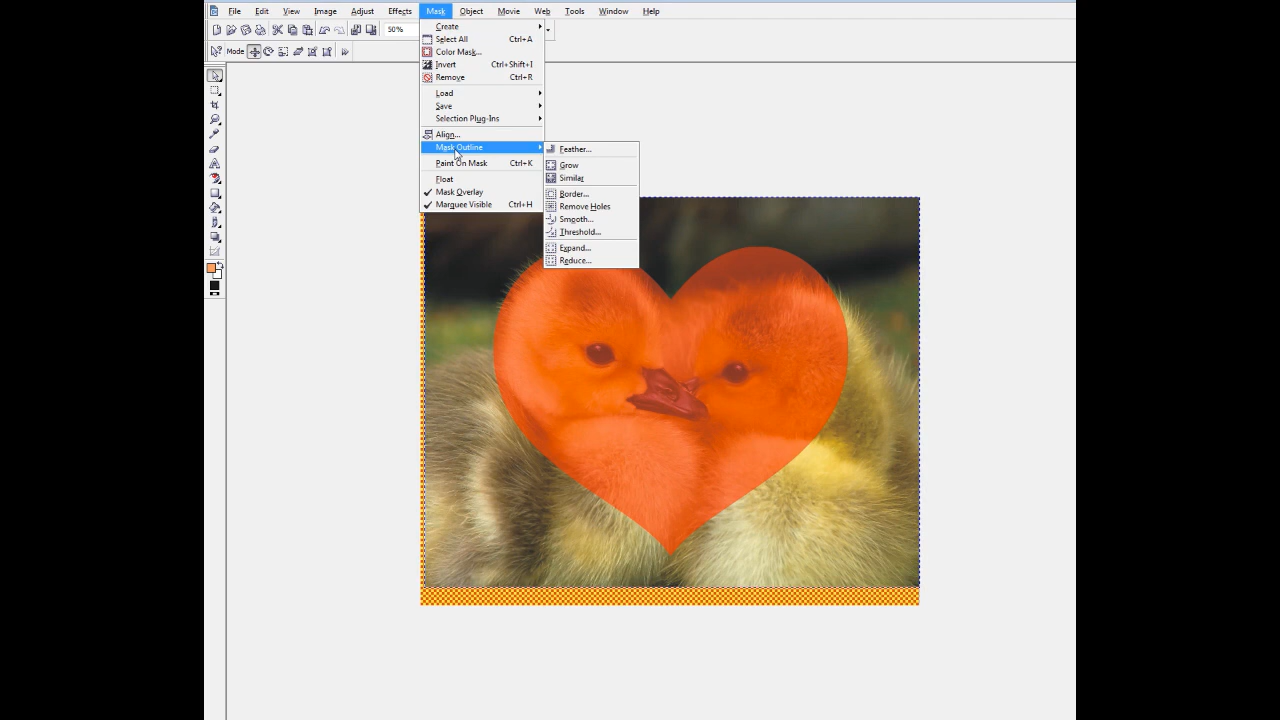 File Edit View Image Adjust Effects Mask Object Movie Web Tools Window Help
50%
Mode
Create
Select All Ctrl+A
Color Mask...
Invert Ctrl+Shift+I
Remove Ctrl+R
Load
Save
Selection Plug-Ins
Align...
Mask Outline
Paint On Mask Ctrl+K
Float
Mask Overlay
Marquee Visible Ctrl+H
Feather...
Grow
Similar
Border...
Remove Holes
Smooth...
Threshold...
Expand...
Reduce...